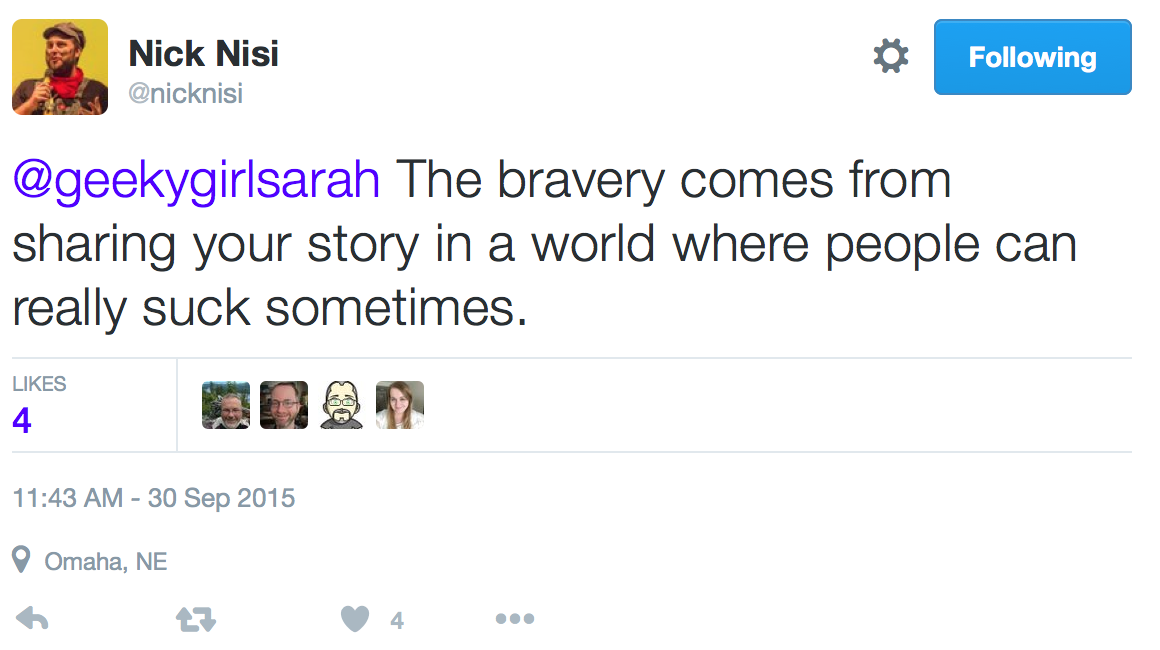 Nick Nisi
@nicknisi
Following
@geekygirlsarah The bravery comes from
sharing your story in a world where people can
really suck sometimes.
LIKES
4
11:43 AM - 30 Sep 2015
Omaha, NE
4